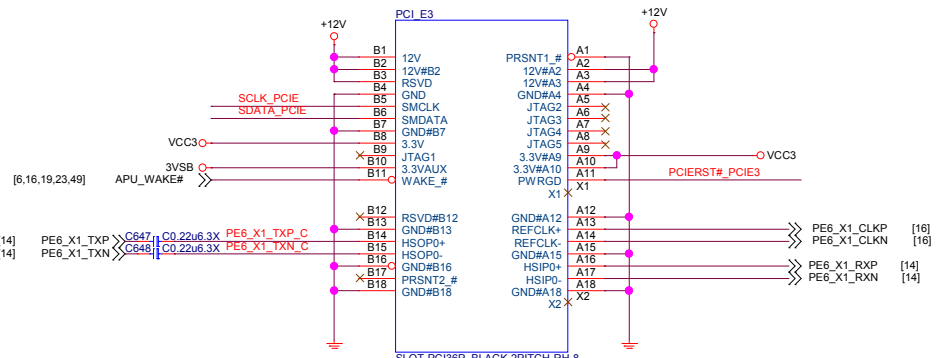 PCI_E3
+12V
+12V
B1 12V
B2 12V#B2
B3 RSVD
B4 GND
SCLK_PCIE B5 SMCLK
SDATA_PCIE B6 SMDATA
B7 GND#B7
VCC3 B8 3.3V
B9 JTAG1
3VSB B10 3.3VAUX
[6,16,19,23,49] APU_WAKE# B11 WAKE_#
B12 RSVD#B12
B13 GND#B13
[14] PE6_X1_TXP C647 C0.22u6.3X PE6_X1_TXP_C B14 HSOP0+
[14] PE6_X1_TXN C648 C0.22u6.3X PE6_X1_TXN_C B15 HSOP0-
B16 GND#B16
B17 PRSNT2_#
B18 GND#B18
PRSNT1_# A1
12V#A2 A2
12V#A3 A3
GND#A4 A4
JTAG2 A5
JTAG3 A6
JTAG4 A7
JTAG5 A8
3.3V#A9 A9 VCC3
3.3V#A10 A10
PWRGD A11 PCIERST#_PCIE3
X1 X1
GND#A12 A12
REFCLK+ A13 PE6_X1_CLKP [16]
REFCLK- A14 PE6_X1_CLKN [16]
GND#A15 A15
HSIP0+ A16 PE6_X1_RXP [14]
HSIP0- A17 PE6_X1_RXN [14]
GND#A18 A18
X2 X2